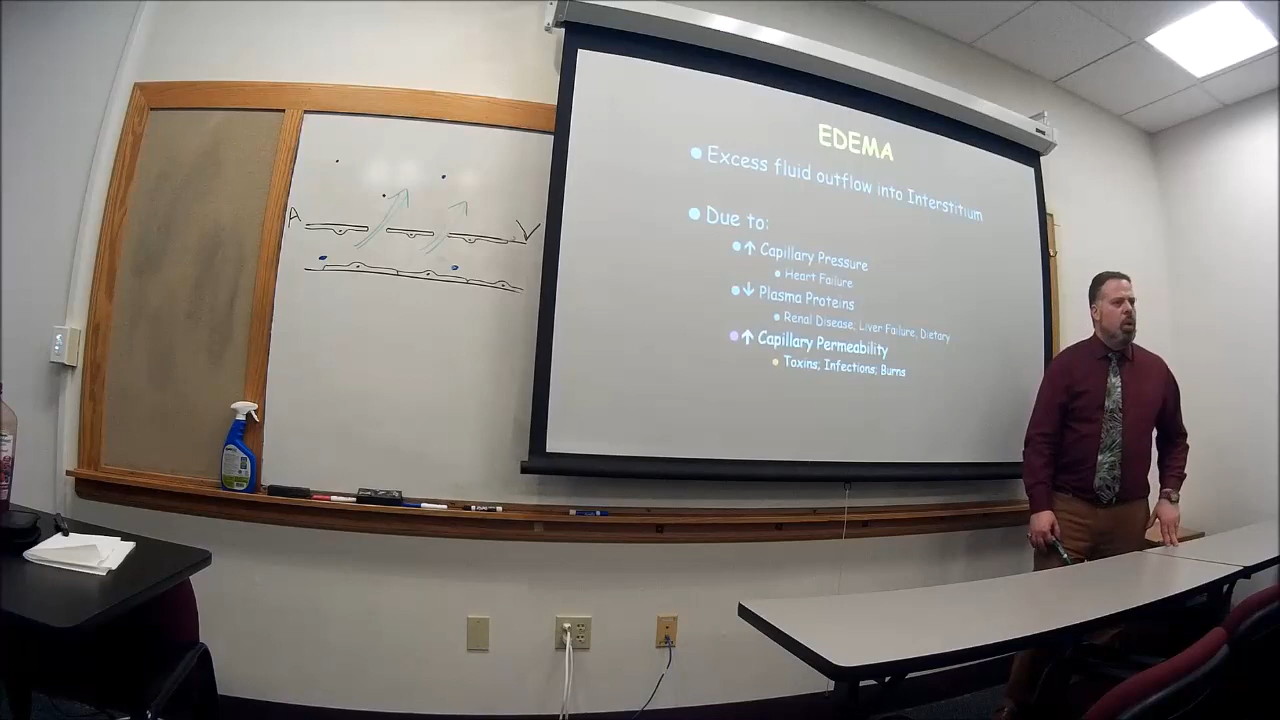 A
V
EDEMA
Excess fluid outflow into Interstitium
Due to:
↑ Capillary Pressure
Heart Failure
↓ Plasma Proteins
Renal Disease, Liver Failure, Dietary
↑ Capillary Permeability
Toxins; Infections; Burns